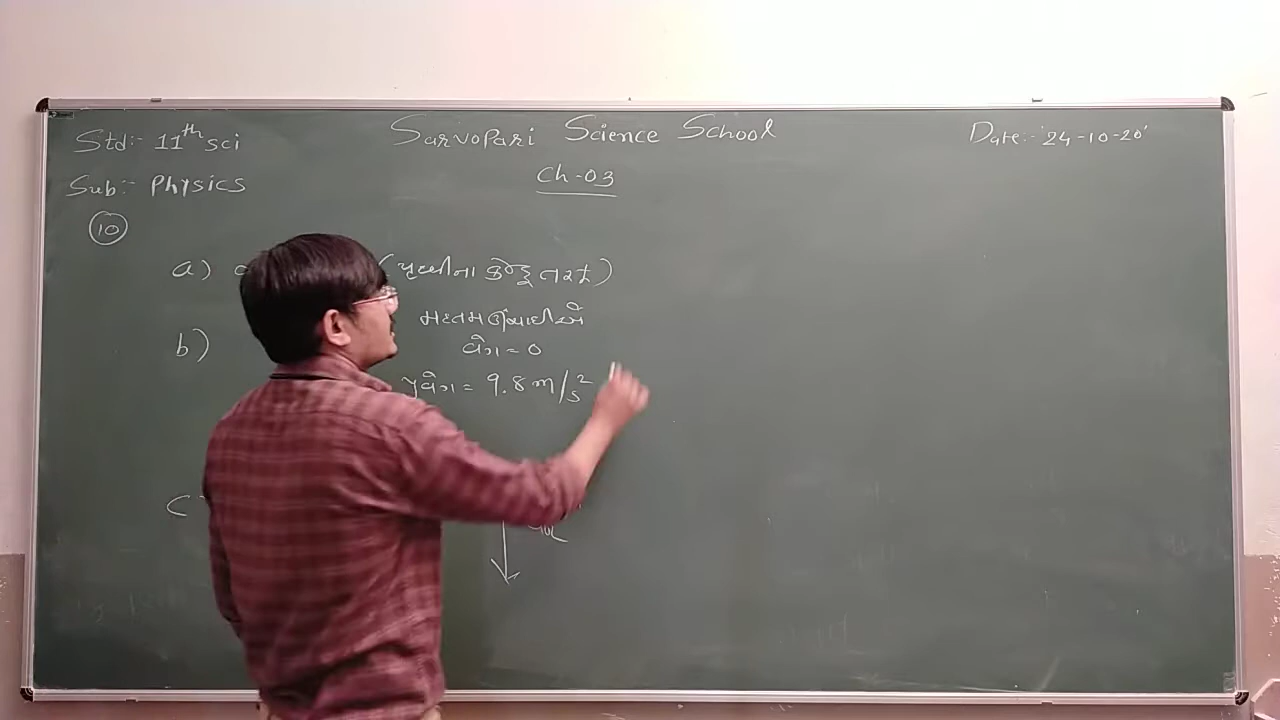 Std:- 11th sci
Sarvopari Science School
Date:- 24-10-20
Sub:- Physics
Ch-03
10
a) (પૃથ્વીના કેન્દ્ર તરફ)
મહત્તમ ઊંચાઈએ
b) વેગ = 0
પ્રવેગ = 9.8 m/s2
C